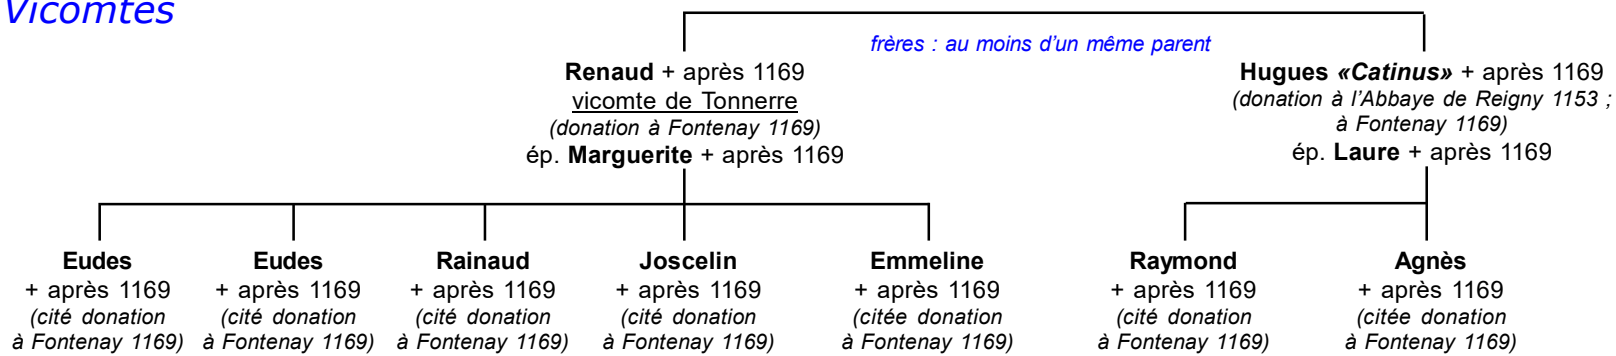 Vicomtes
frères : au moins d’un même parent
Renaud + après 1169
vicomte de Tonnerre
(donation à Fontenay 1169)
ép. Marguerite + après 1169
Hugues «Catinus» + après 1169
(donation à l’Abbaye de Reigny 1153 ;
à Fontenay 1169)
ép. Laure + après 1169
Eudes
+ après 1169
(cité donation
à Fontenay 1169)
Eudes
+ après 1169
(cité donation
à Fontenay 1169)
Rainaud
+ après 1169
(cité donation
à Fontenay 1169)
Joscelin
+ après 1169
(cité donation
à Fontenay 1169)
Emmeline
+ après 1169
(citée donation
à Fontenay 1169)
Raymond
+ après 1169
(cité donation
à Fontenay 1169)
Agnès
+ après 1169
(citée donation
à Fontenay 1169)